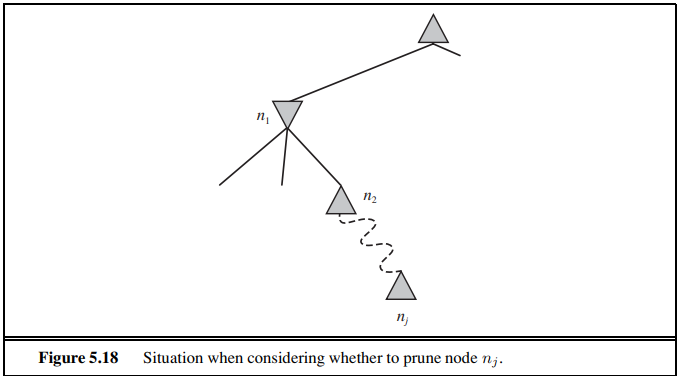 n₁
n₂
nⱼ
Figure 5.18 Situation when considering whether to prune node nⱼ.